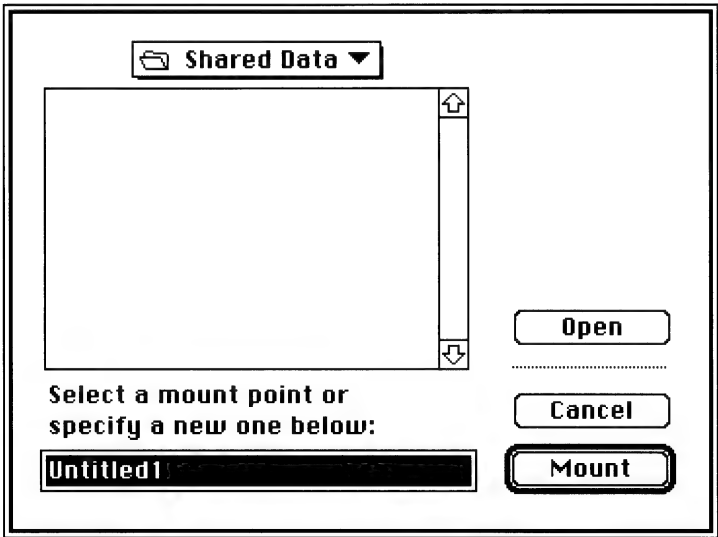 Shared Data
Open
Select a mount point or
specify a new one below:
Cancel
Untitled1
Mount